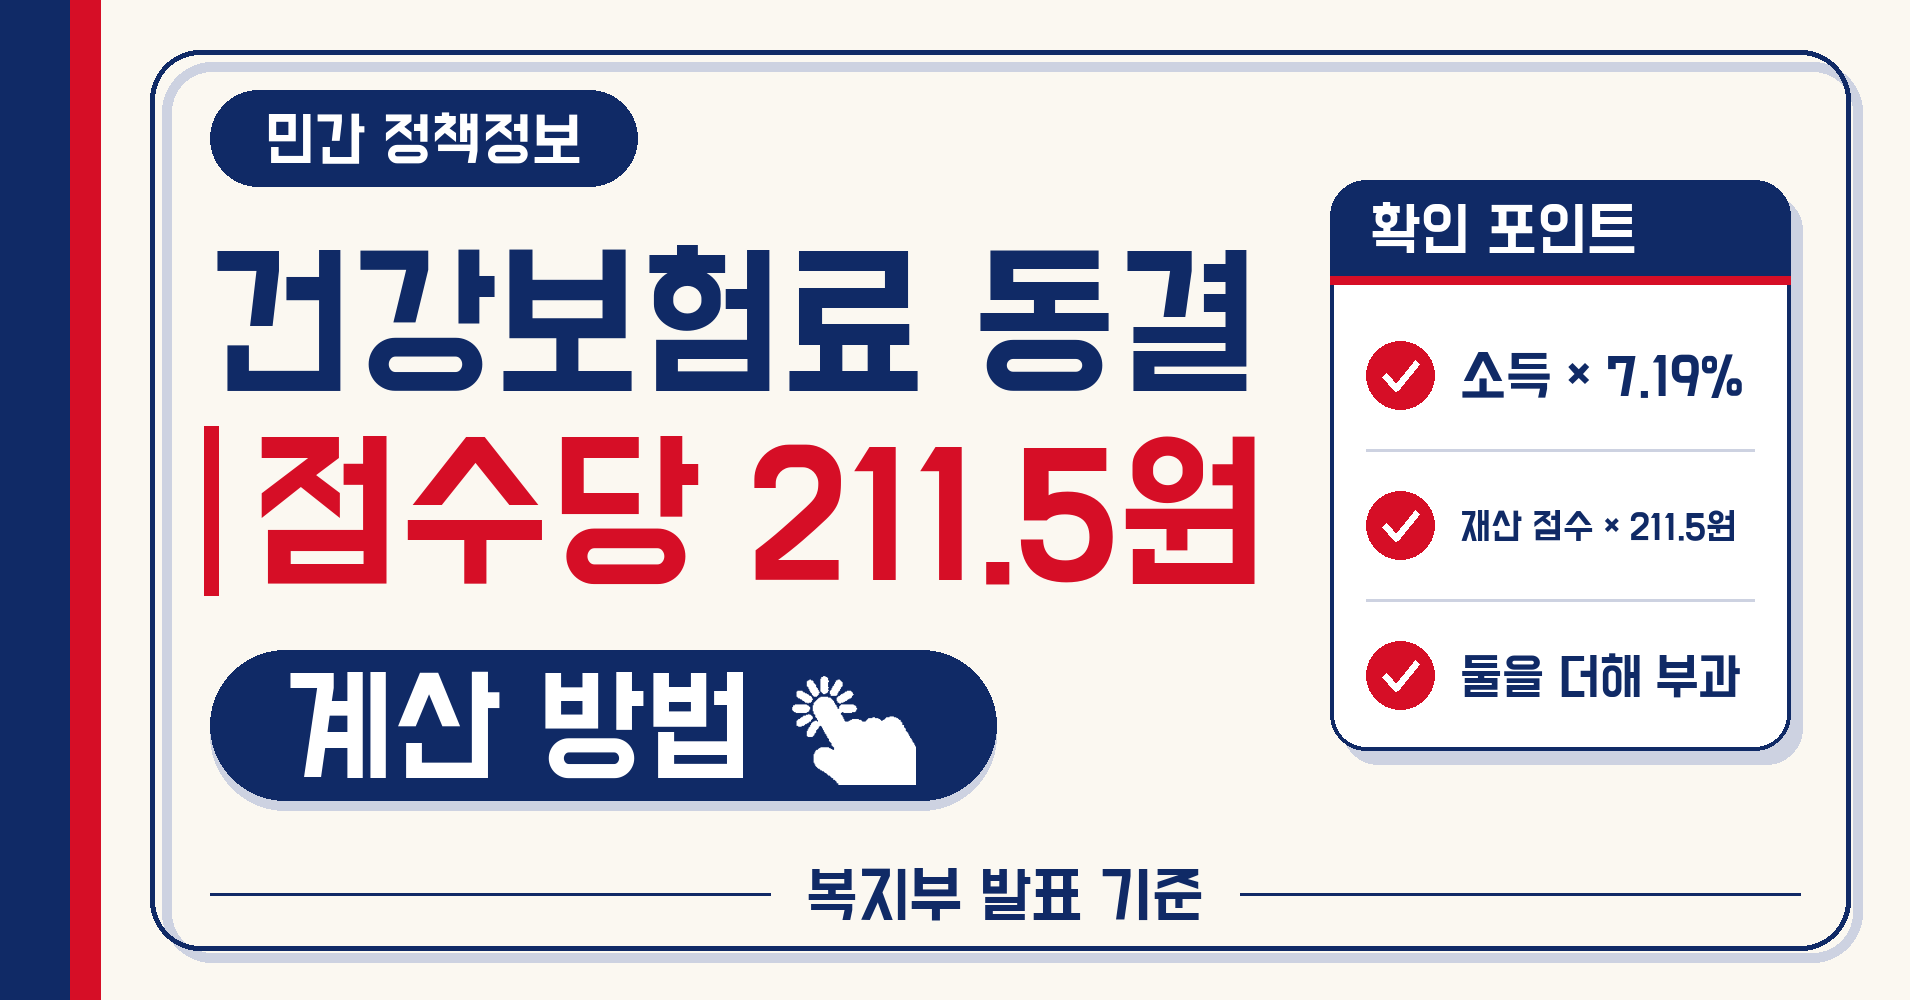 민간 정책정보
건강보험료 동결
점수당 211.5원
계산 방법
확인 포인트
소득 × 7.19%
재산 점수 × 211.5원
둘을 더해 부과
복지부 발표 기준